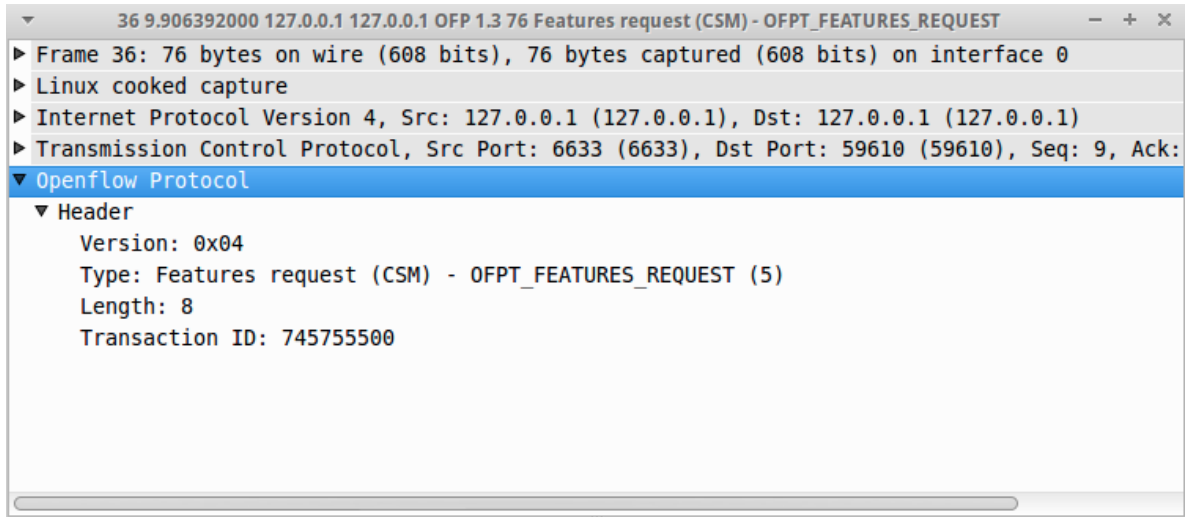 36 9.906392000 127.0.0.1 127.0.0.1 OFP 1.3 76 Features request (CSM) - OFPT_FEATURES_REQUEST
Frame 36: 76 bytes on wire (608 bits), 76 bytes captured (608 bits) on interface 0
Linux cooked capture
Internet Protocol Version 4, Src: 127.0.0.1 (127.0.0.1), Dst: 127.0.0.1 (127.0.0.1)
Transmission Control Protocol, Src Port: 6633 (6633), Dst Port: 59610 (59610), Seq: 9, Ack:
Openflow Protocol
Header
Version: 0x04
Type: Features request (CSM) - OFPT_FEATURES_REQUEST (5)
Length: 8
Transaction ID: 745755500